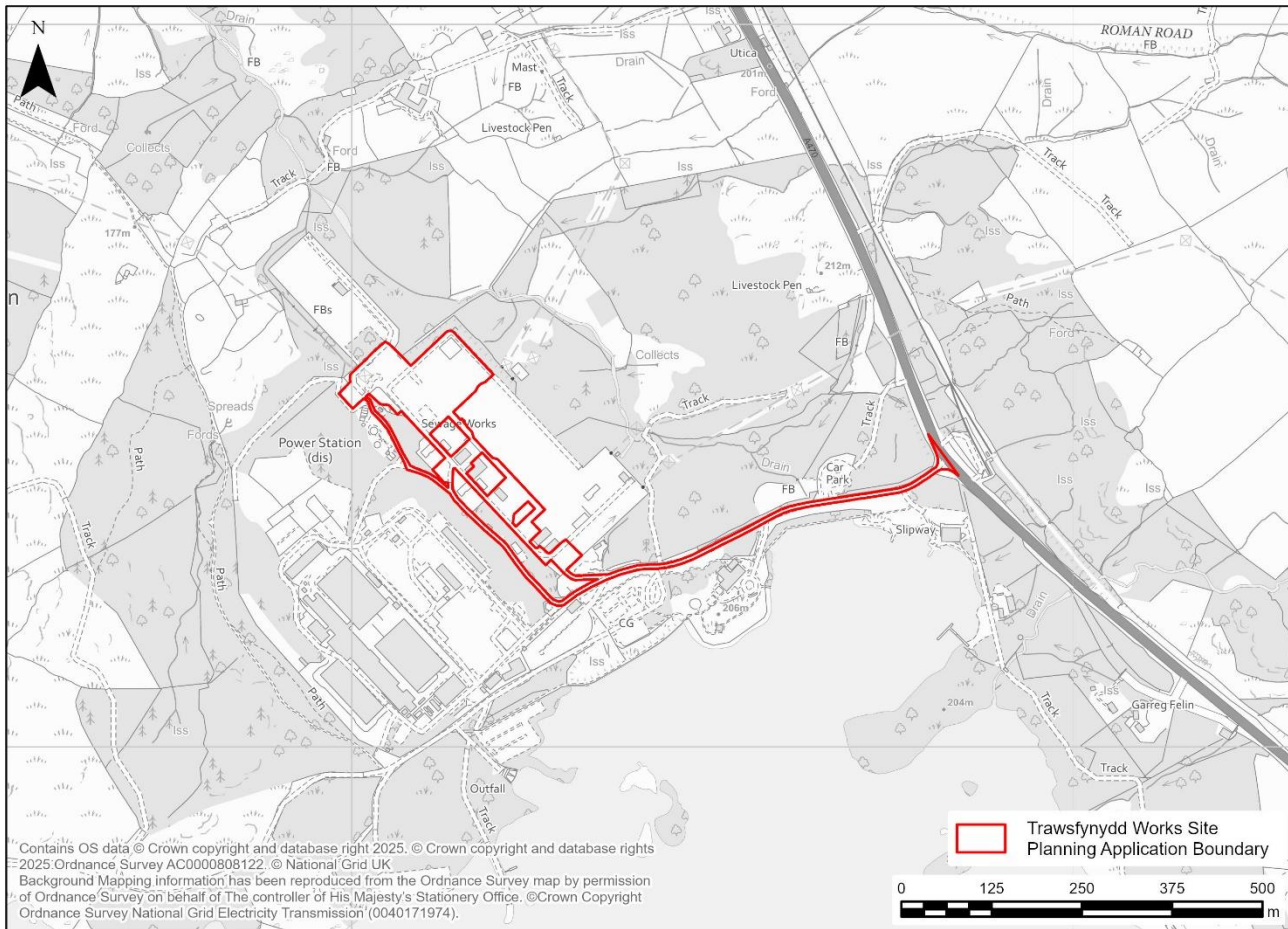 N
Drain
Iss
Track
ROMAN ROAD
FB
FB
Iss
Utica
201m
Ford
Iss
Mast
FB
Drain
Track
Iss
Livestock Pen
Path
Ford
Collects
Ford
FB
Track
Iss
Iss
A470
Drain
Drain
Track
Track
Iss
177m
Iss
212m
Livestock Pen
Iss
Path
Ford
n
FBs
Iss
Collects
FB
Spreads
Fords
Sewage Works
Power Station
(dis)
Track
Track
Path
Drain
Car
Park
FB
Slipway
Iss
Track
Path
206m
CG
Iss
Drain
Iss
Garreg Felin
204m
Track
Track
Path
Iss
Outfall
Track
Contains OS data © Crown copyright and database right 2025. © Crown copyright and database rights
2025 Ordnance Survey AC0000808122. © National Grid UK
Background Mapping information has been reproduced from the Ordnance Survey map by permission
of Ordnance Survey on behalf of The controller of His Majesty's Stationery Office. ©Crown Copyright
Ordnance Survey National Grid Electricity Transmission (0040171974).
Trawsfynydd Works Site
Planning Application Boundary
0 125 250 375 500
m